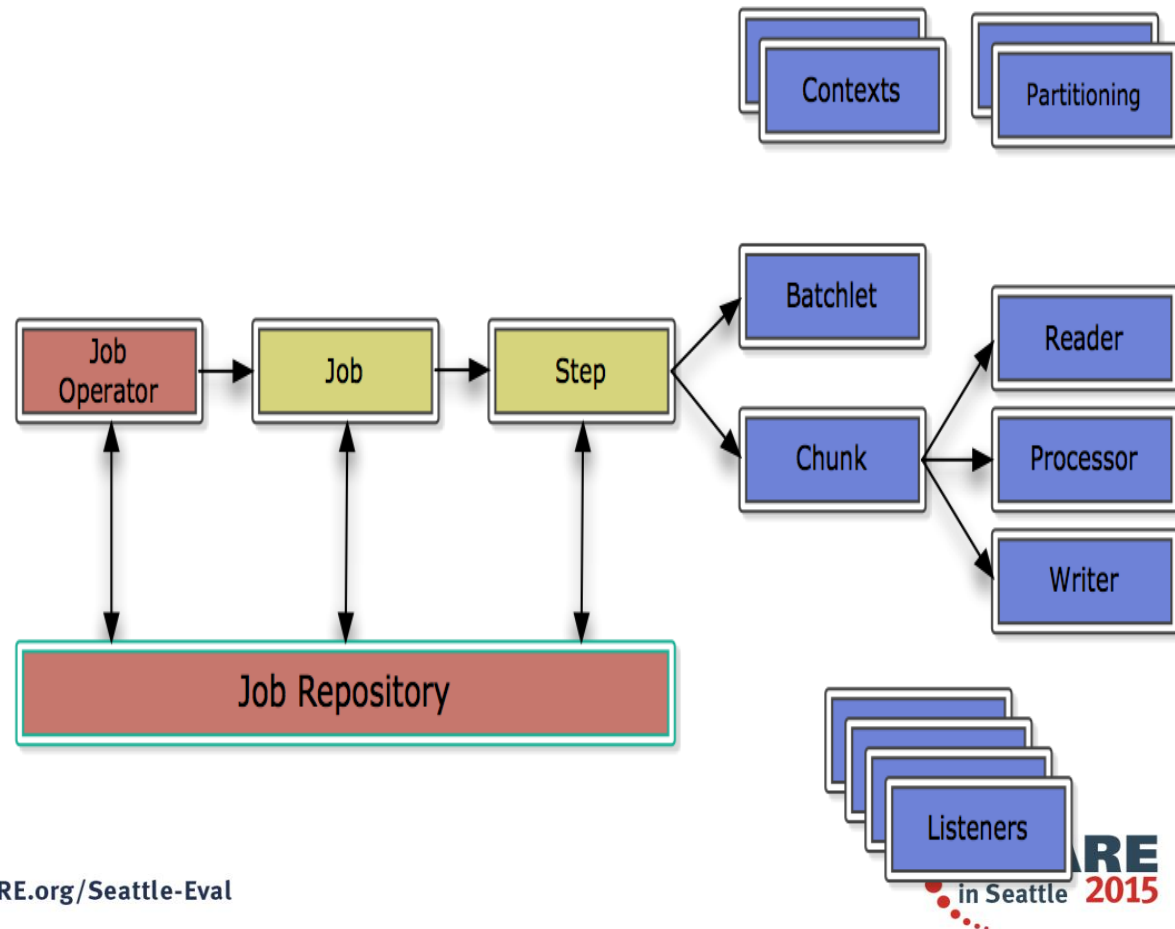 Contexts
Partitioning
Batchlet
Reader
Job
Operator
Job
Step
Chunk
Processor
Writer
Job Repository
Listeners
RE.org/Seattle-Eval
ARE
in Seattle 2015